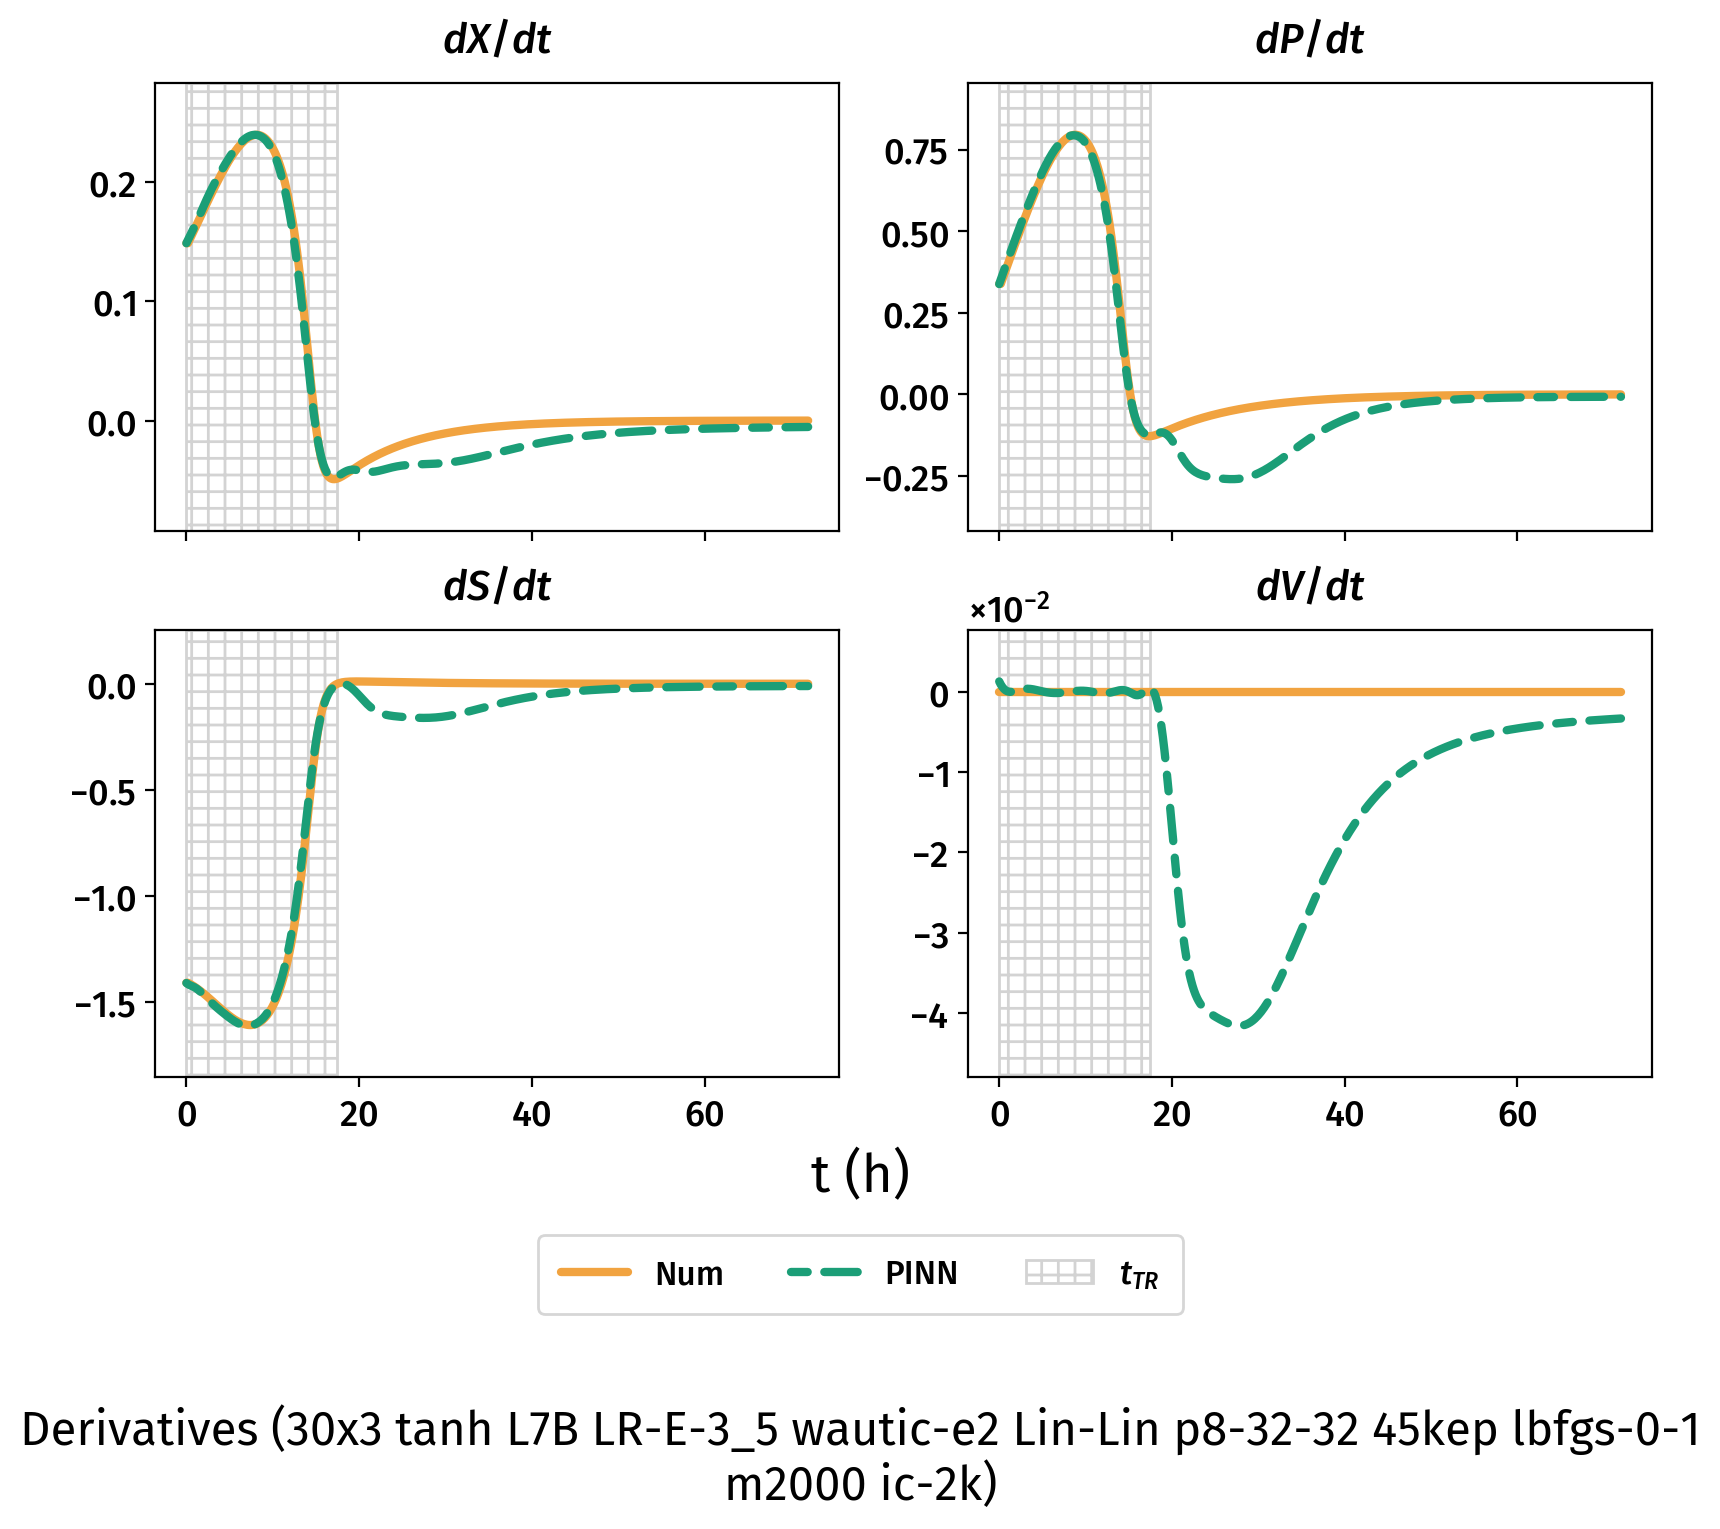 dX/dt
dP/dt
0.2
0.1
0.0
0.75
0.50
0.25
0.00
−0.25
dS/dt
dV/dt
×10⁻²
0.0
−0.5
−1.0
−1.5
0
−1
−2
−3
−4
0 20 40 60
0 20 40 60
t (h)
Num PINN t_TR
Derivatives (30x3 tanh L7B LR-E-3_5 wautic-e2 Lin-Lin p8-32-32 45kep lbfgs-0-1
m2000 ic-2k)